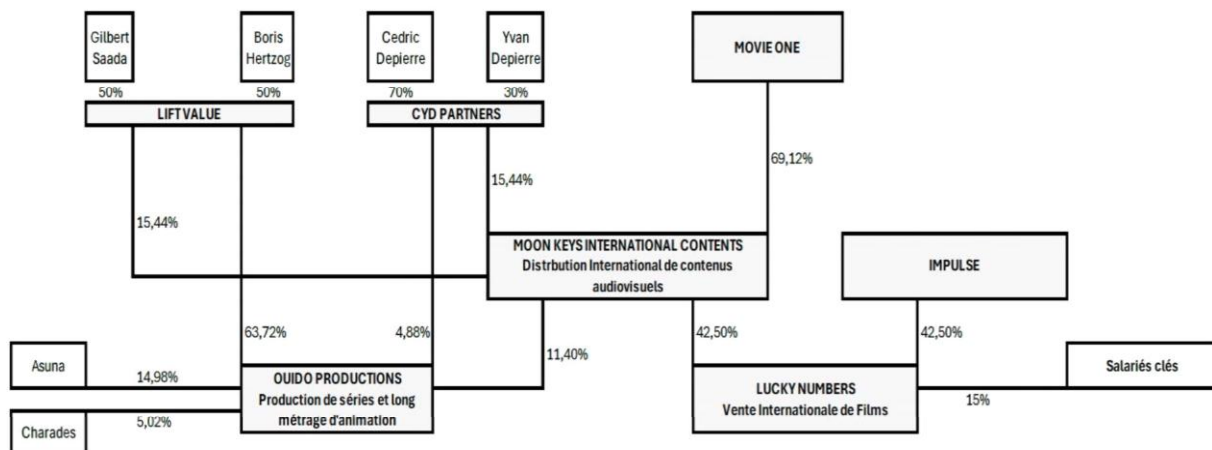 Gilbert
Saada
Boris
Hertzog
Cedric
Depierre
Yvan
Depierre
MOVIE ONE
50%
50%
70%
30%
LIFT VALUE
CYD PARTNERS
69,12%
15,44%
15,44%
MOON KEYS INTERNATIONAL CONTENTS
Distrbution International de contenus
audiovisuels
IMPULSE
63,72%
4,88%
11,40%
42,50%
42,50%
Asuna
14,98%
OUIDO PRODUCTIONS
Production de séries et long
métrage d'animation
LUCKY NUMBERS
Vente Internationale de Films
Salariés clés
15%
5,02%
Charades